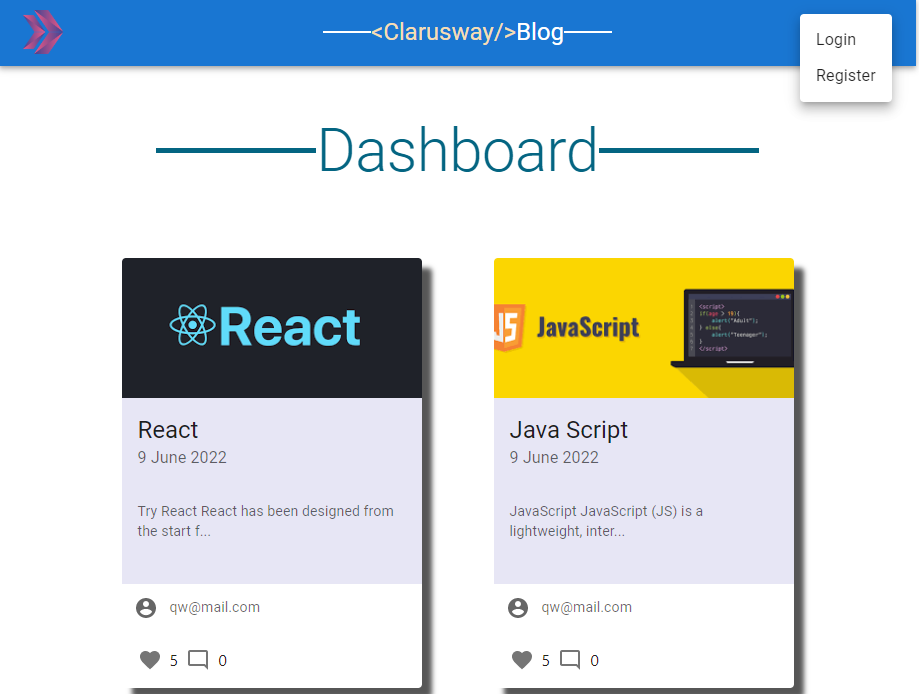 <Clarusway/>Blog
Login
Register
Dashboard
React
React
9 June 2022
Try React React has been designed from
the start f...
qw@mail.com
5 0
JS JavaScript
<script>
if(age > 19){
alert("Adult");
} else{
alert("Teenager");
}
</script>
Java Script
9 June 2022
JavaScript JavaScript (JS) is a
lightweight, inter...
qw@mail.com
5 0